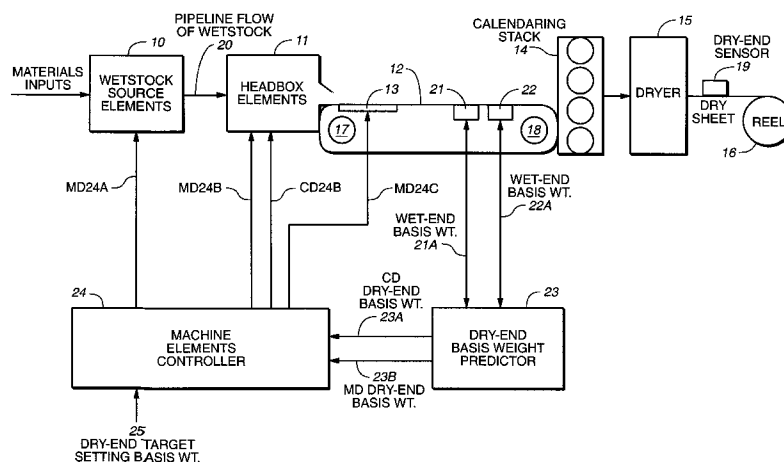 PIPELINE FLOW
OF WETSTOCK
20
10
11
MATERIALS
INPUTS
WETSTOCK
SOURCE
ELEMENTS
HEADBOX
ELEMENTS
12
13
21
22
17
18
CALENDARING
STACK
14
15
DRYER
DRY-END
SENSOR
19
DRY
SHEET
REEL
16
MD24A
MD24B
CD24B
MD24C
WET-END
BASIS WT.
21A
WET-END
BASIS WT.
22A
24
MACHINE
ELEMENTS
CONTROLLER
CD
DRY-END
BASIS WT.
23A
23B
MD DRY-END
BASIS WT.
23
DRY-END
BASIS WEIGHT
PREDICTOR
25
DRY-END TARGET
SETTING BASIS WT.